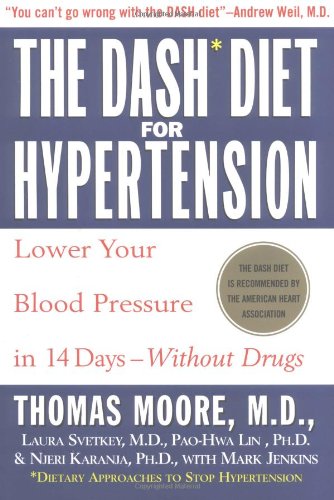 "You can't go wrong with the DASH diet"–Andrew Weil, M.D.
THE DASH* DIET
FOR
HYPERTENSION
Lower Your
Blood Pressure
in 14 Days – Without Drugs
THE DASH DIET
IS RECOMMENDED BY
THE AMERICAN HEART
ASSOCIATION
THOMAS MOORE, M.D.,
LAURA SVETKEY, M.D., PAO-HWA LIN, PH.D.
& NJERI KARANJA, PH.D., WITH MARK JENKINS
*DIETARY APPROACHES TO STOP HYPERTENSION